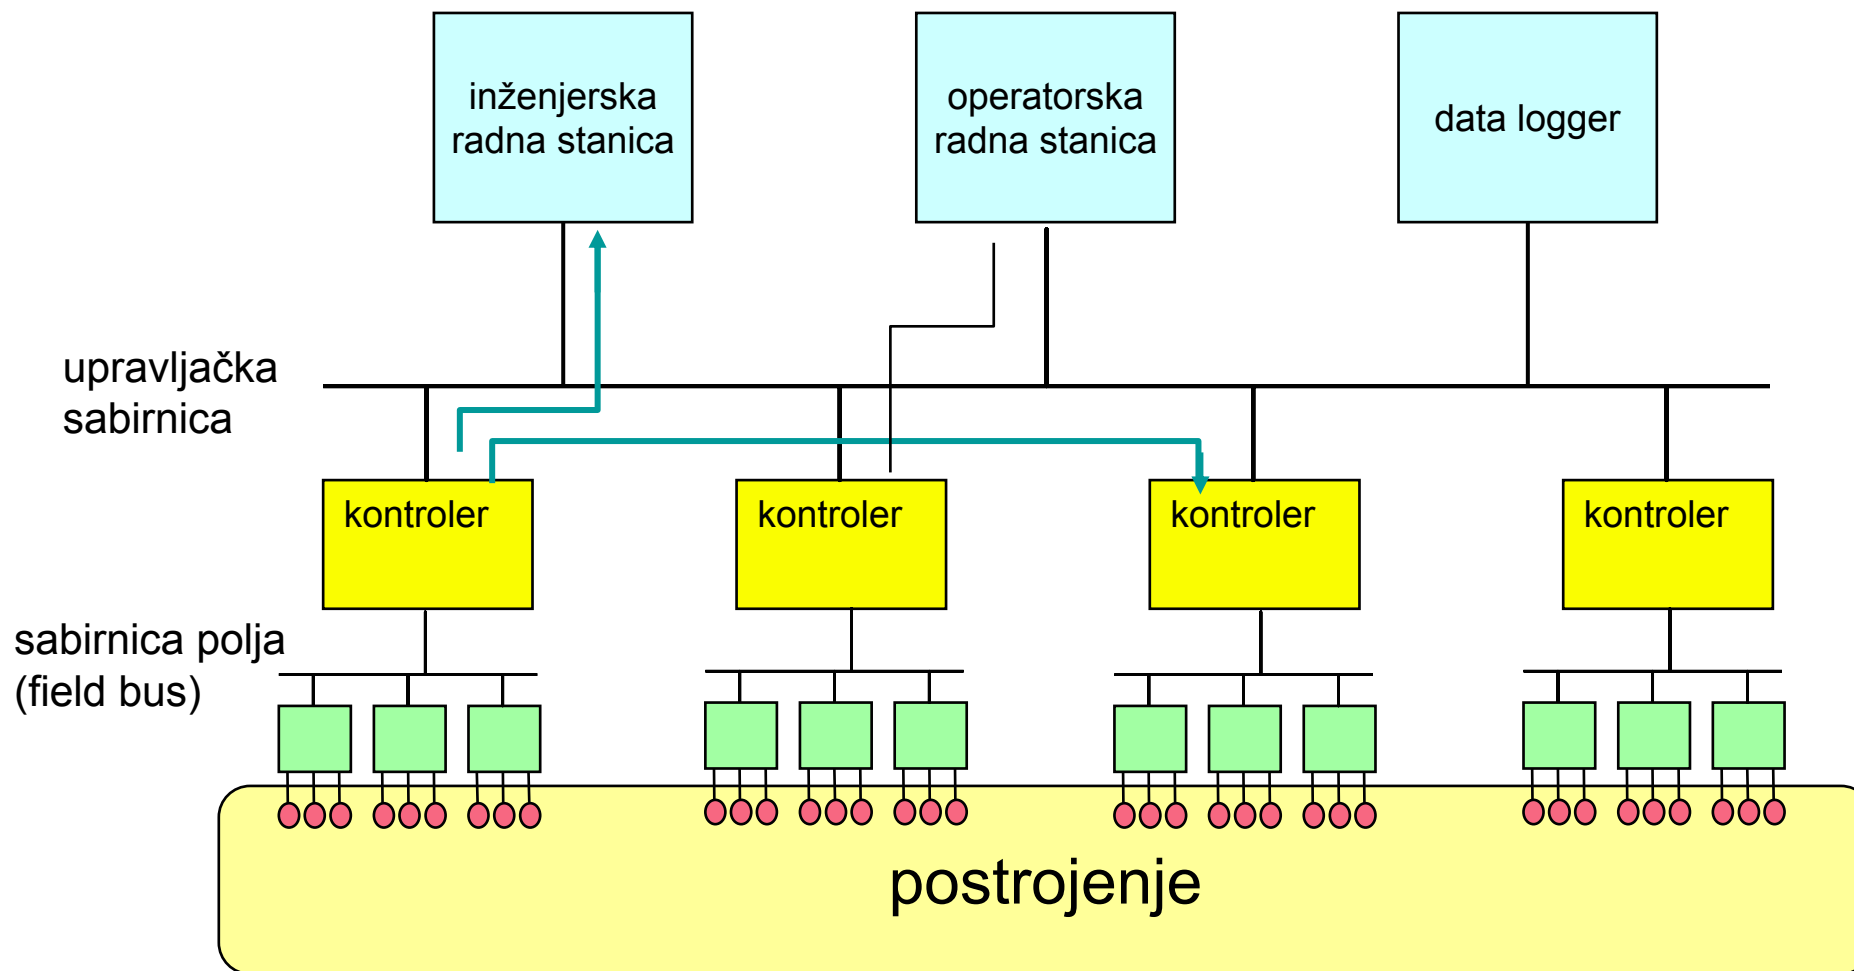 inženjerska
radna stanica
operatorska
radna stanica
data logger
upravljačka
sabirnica
kontroler
kontroler
kontroler
kontroler
sabirnica polja
(field bus)
postrojenje